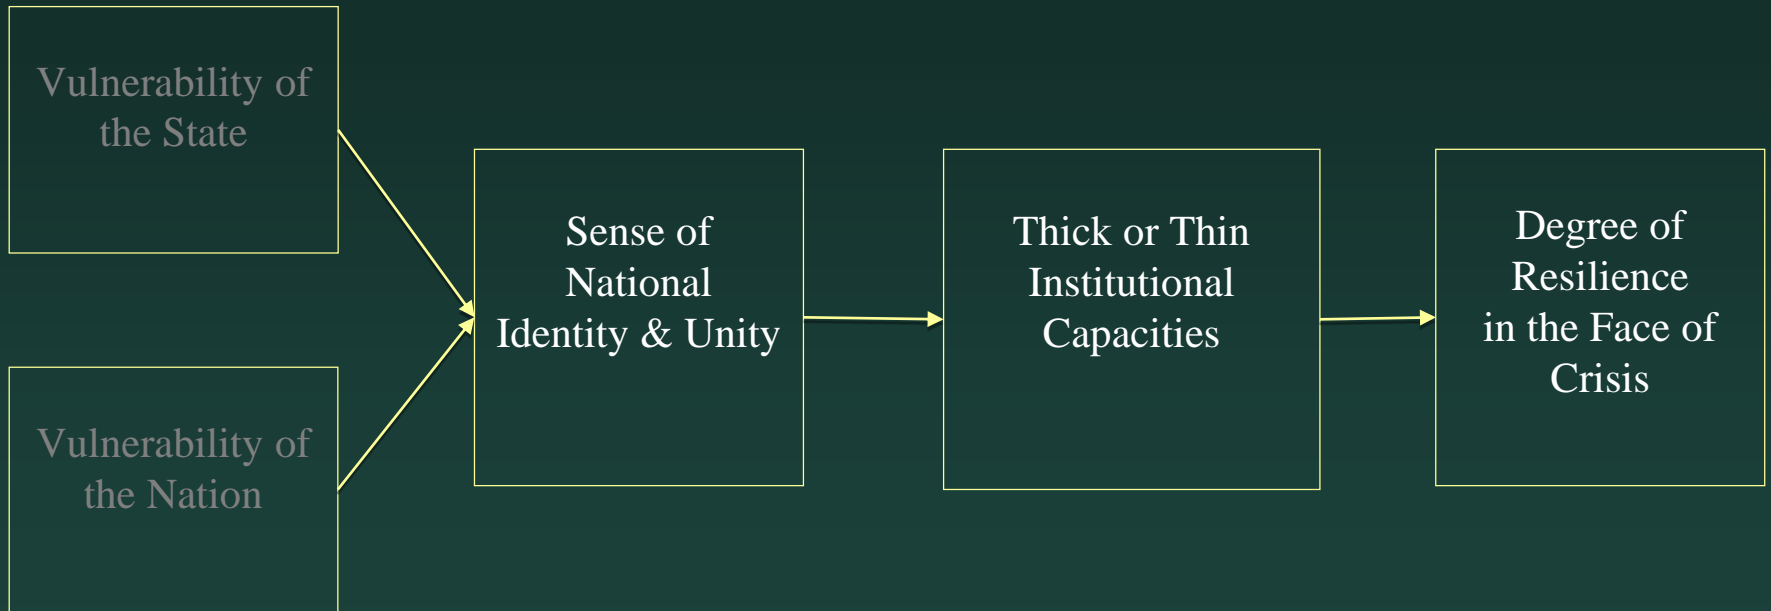 Vulnerability of
the State
Vulnerability of
the Nation
Sense of
National
Identity & Unity
Thick or Thin
Institutional
Capacities
Degree of
Resilience
in the Face of
Crisis